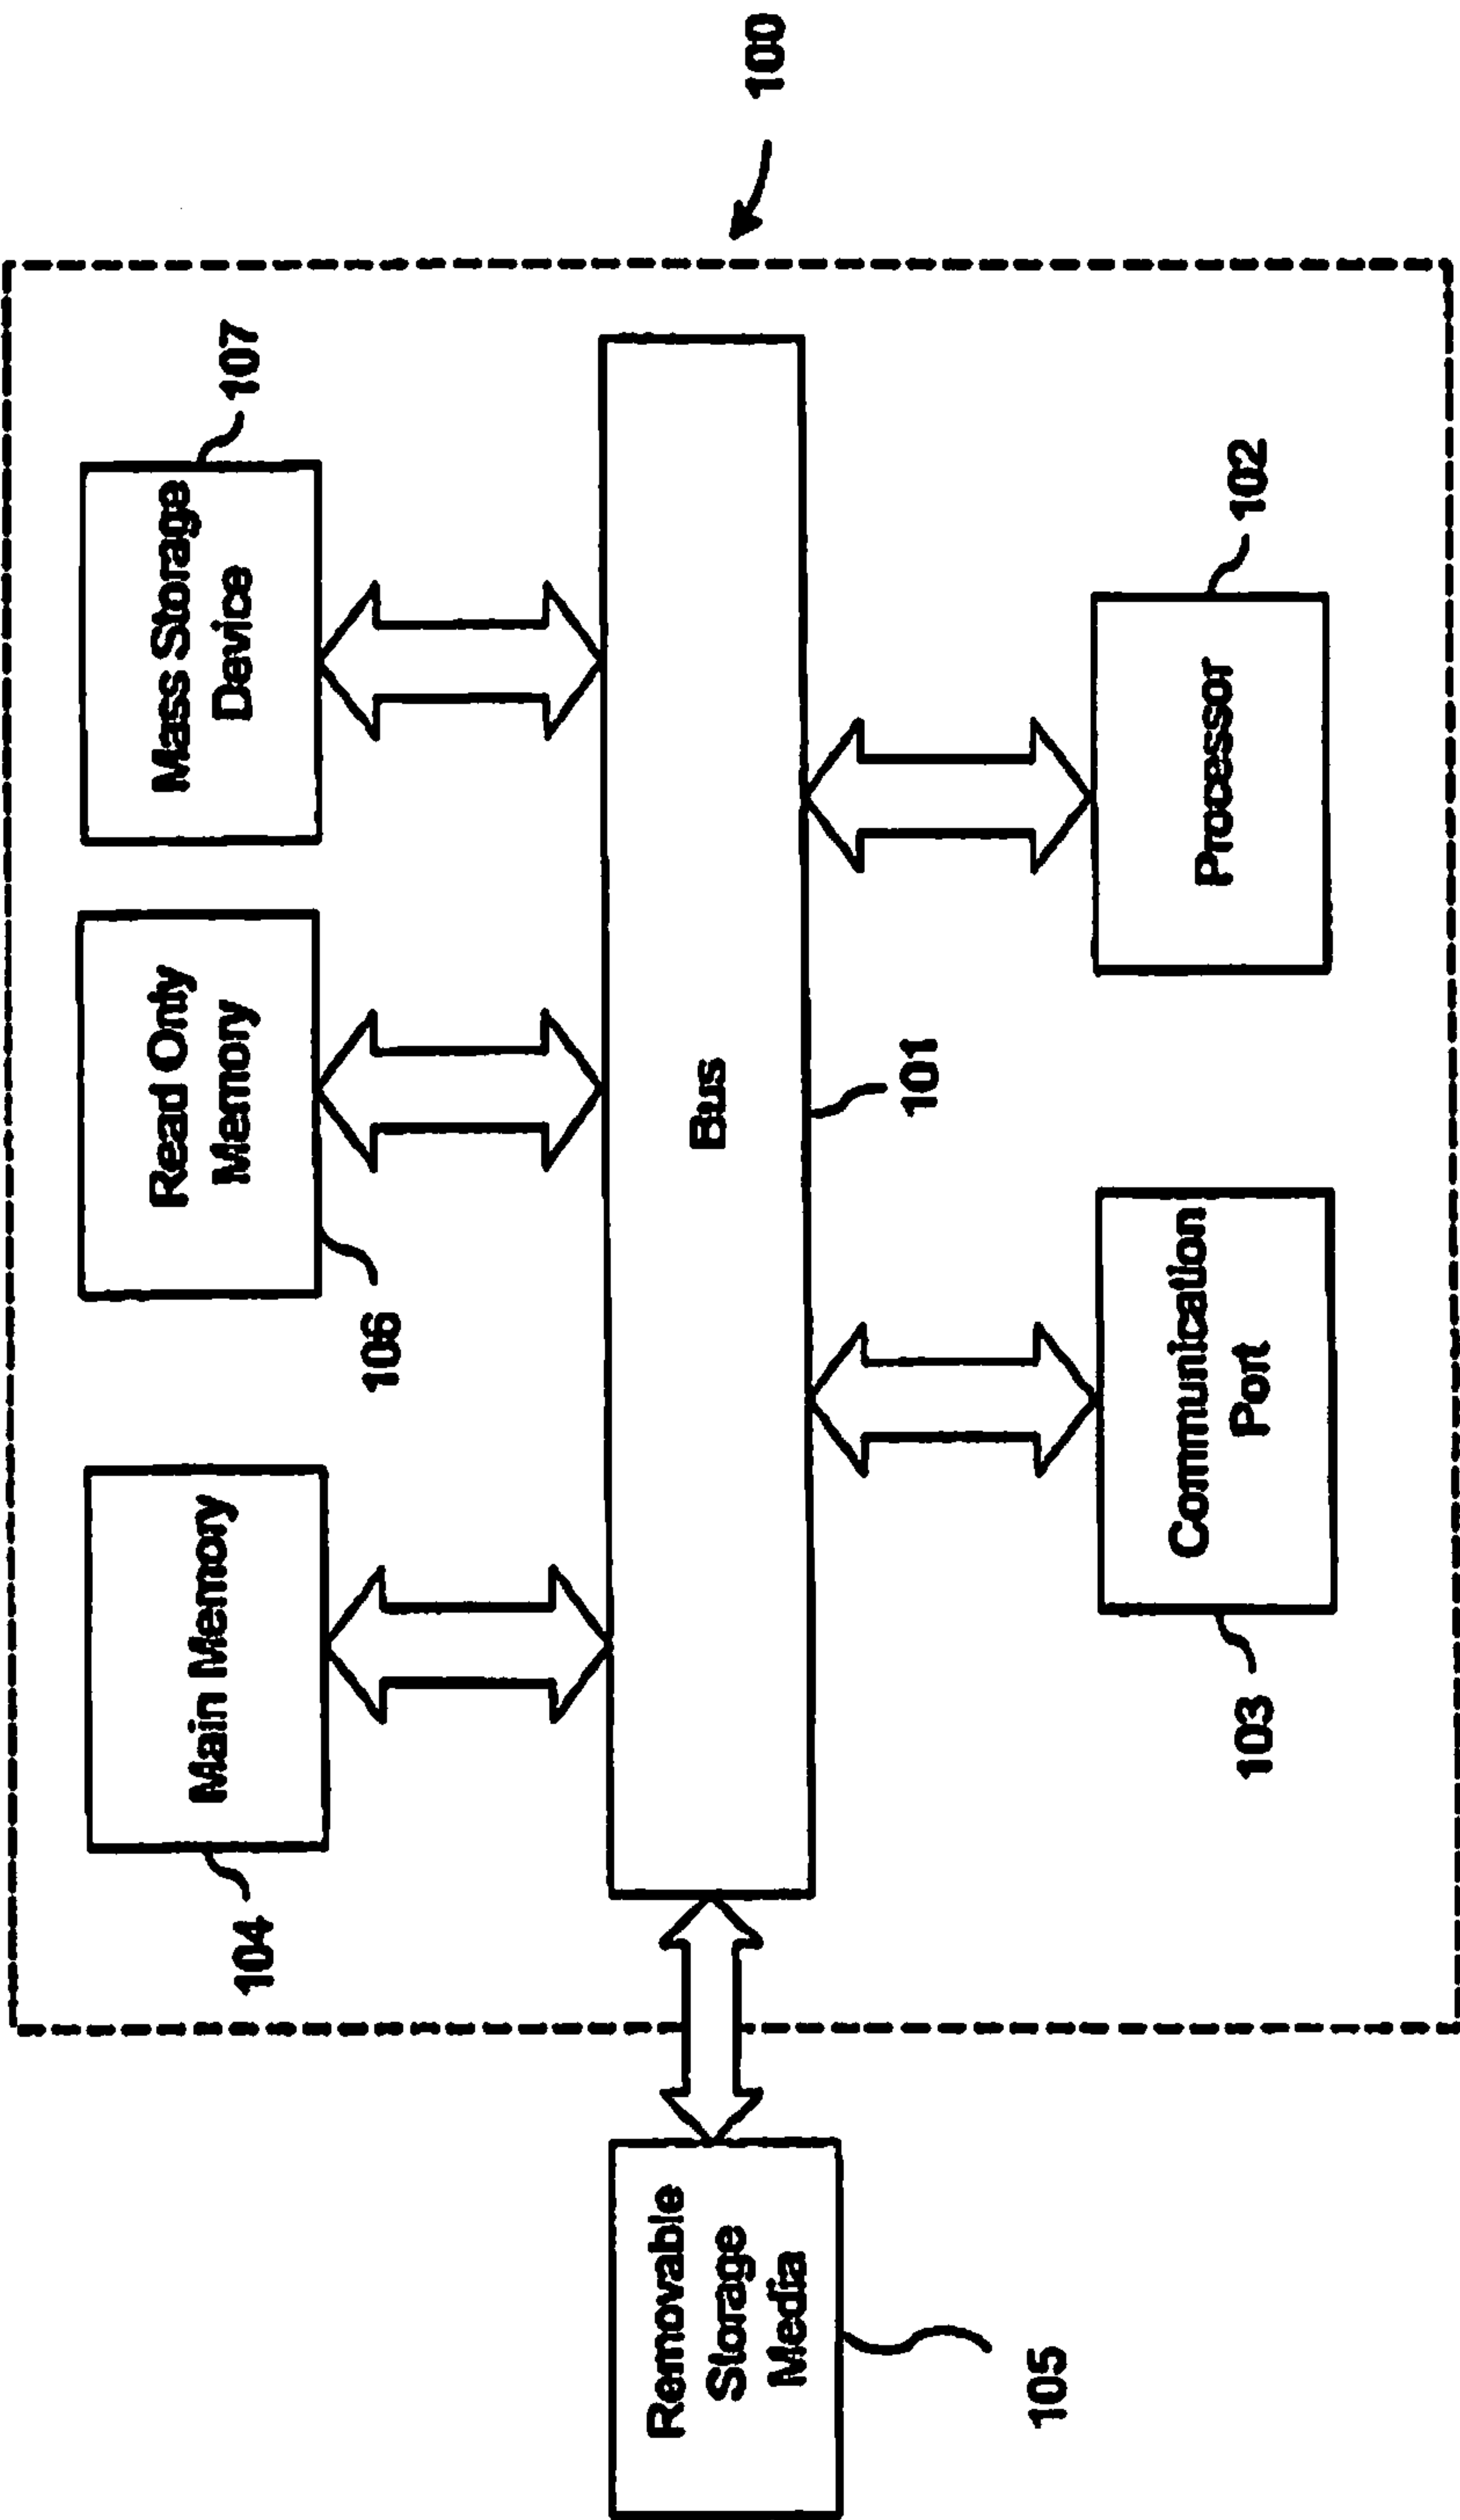 100
107
Mass Storage
Device
Read Only
Memory
106
Main Memory
104
Bus
101
102
Processor
Communication
Port
103
Removable
Storage
Media
105